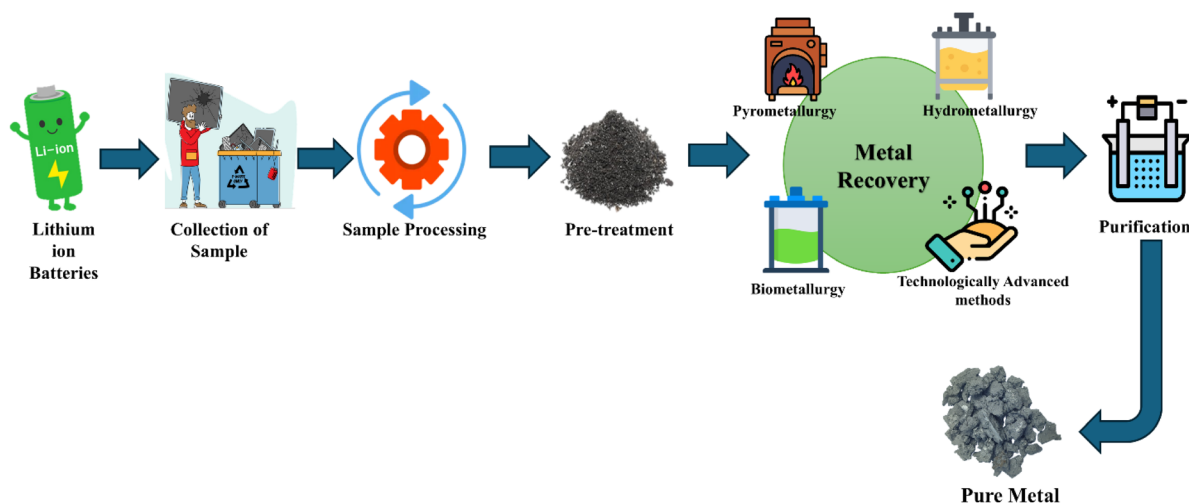 Li-ion
Lithium
ion
Batteries
Collection of
Sample
Sample Processing
Pre-treatment
Pyrometallurgy
Hydrometallurgy
Metal
Recovery
Biometallurgy
Technologically Advanced
methods
+
-
Purification
Pure Metal